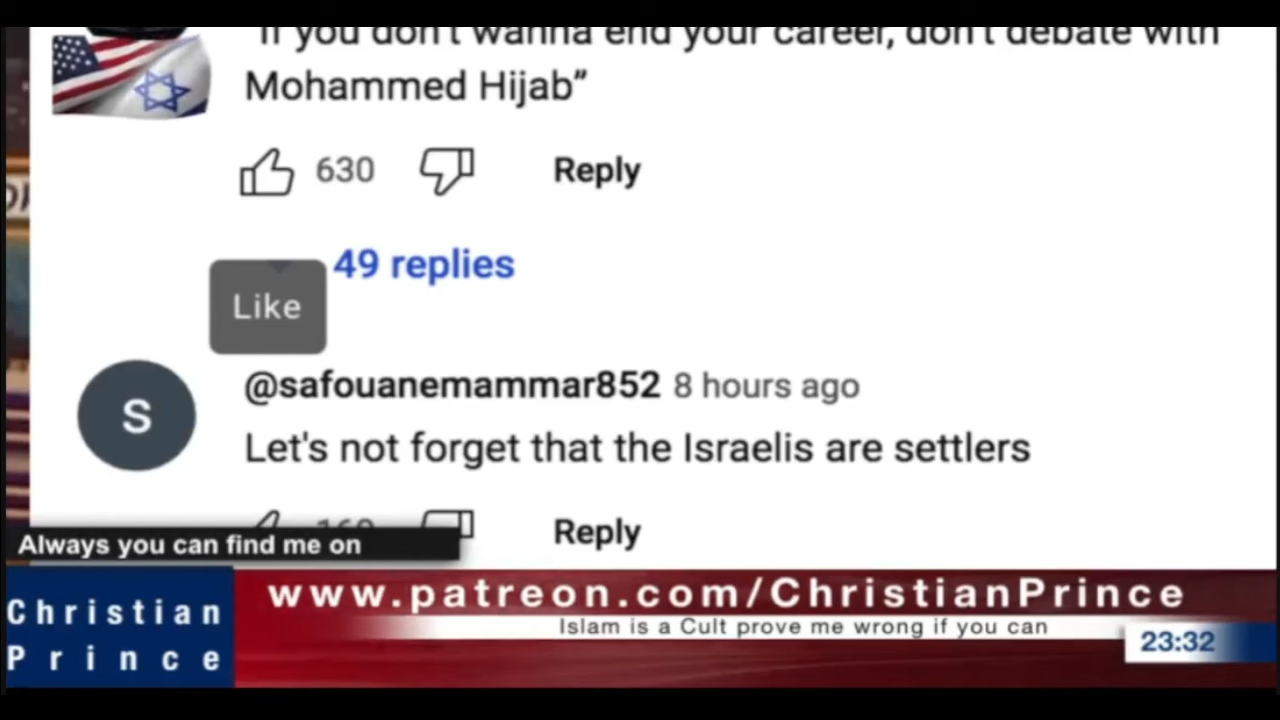 "If you don't wanna end your career, don't debate with
Mohammed Hijab”
630 Reply
49 replies
Like
S
@safouanemammar852 8 hours ago
Let's not forget that the Israelis are settlers
Reply
Always you can find me on
www.patreon.com/ChristianPrince
Christian
Prince
Islam is a Cult prove me wrong if you can
23:32